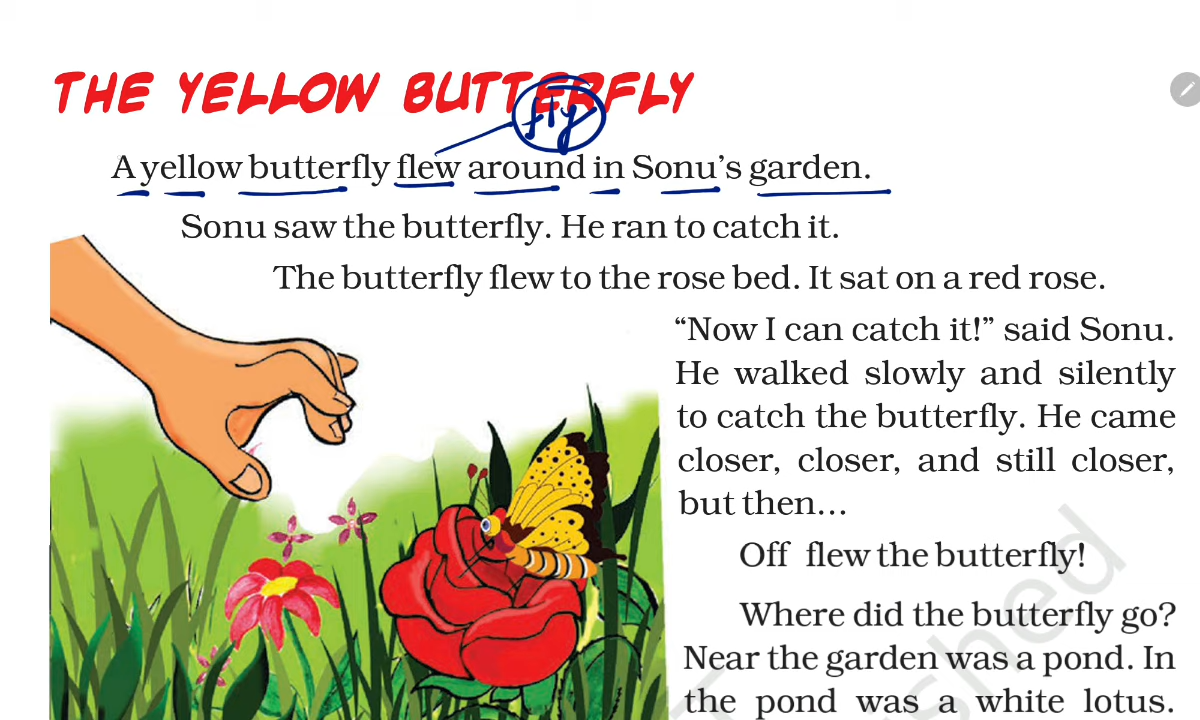 THE YELLOW BUTTERFLY
fly
A yellow butterfly flew around in Sonu’s garden.
Sonu saw the butterfly. He ran to catch it.
The butterfly flew to the rose bed. It sat on a red rose.
“Now I can catch it!” said Sonu.
He walked slowly and silently
to catch the butterfly. He came
closer, closer, and still closer,
but then...
Off flew the butterfly!
Where did the butterfly go?
Near the garden was a pond. In
the pond was a white lotus.